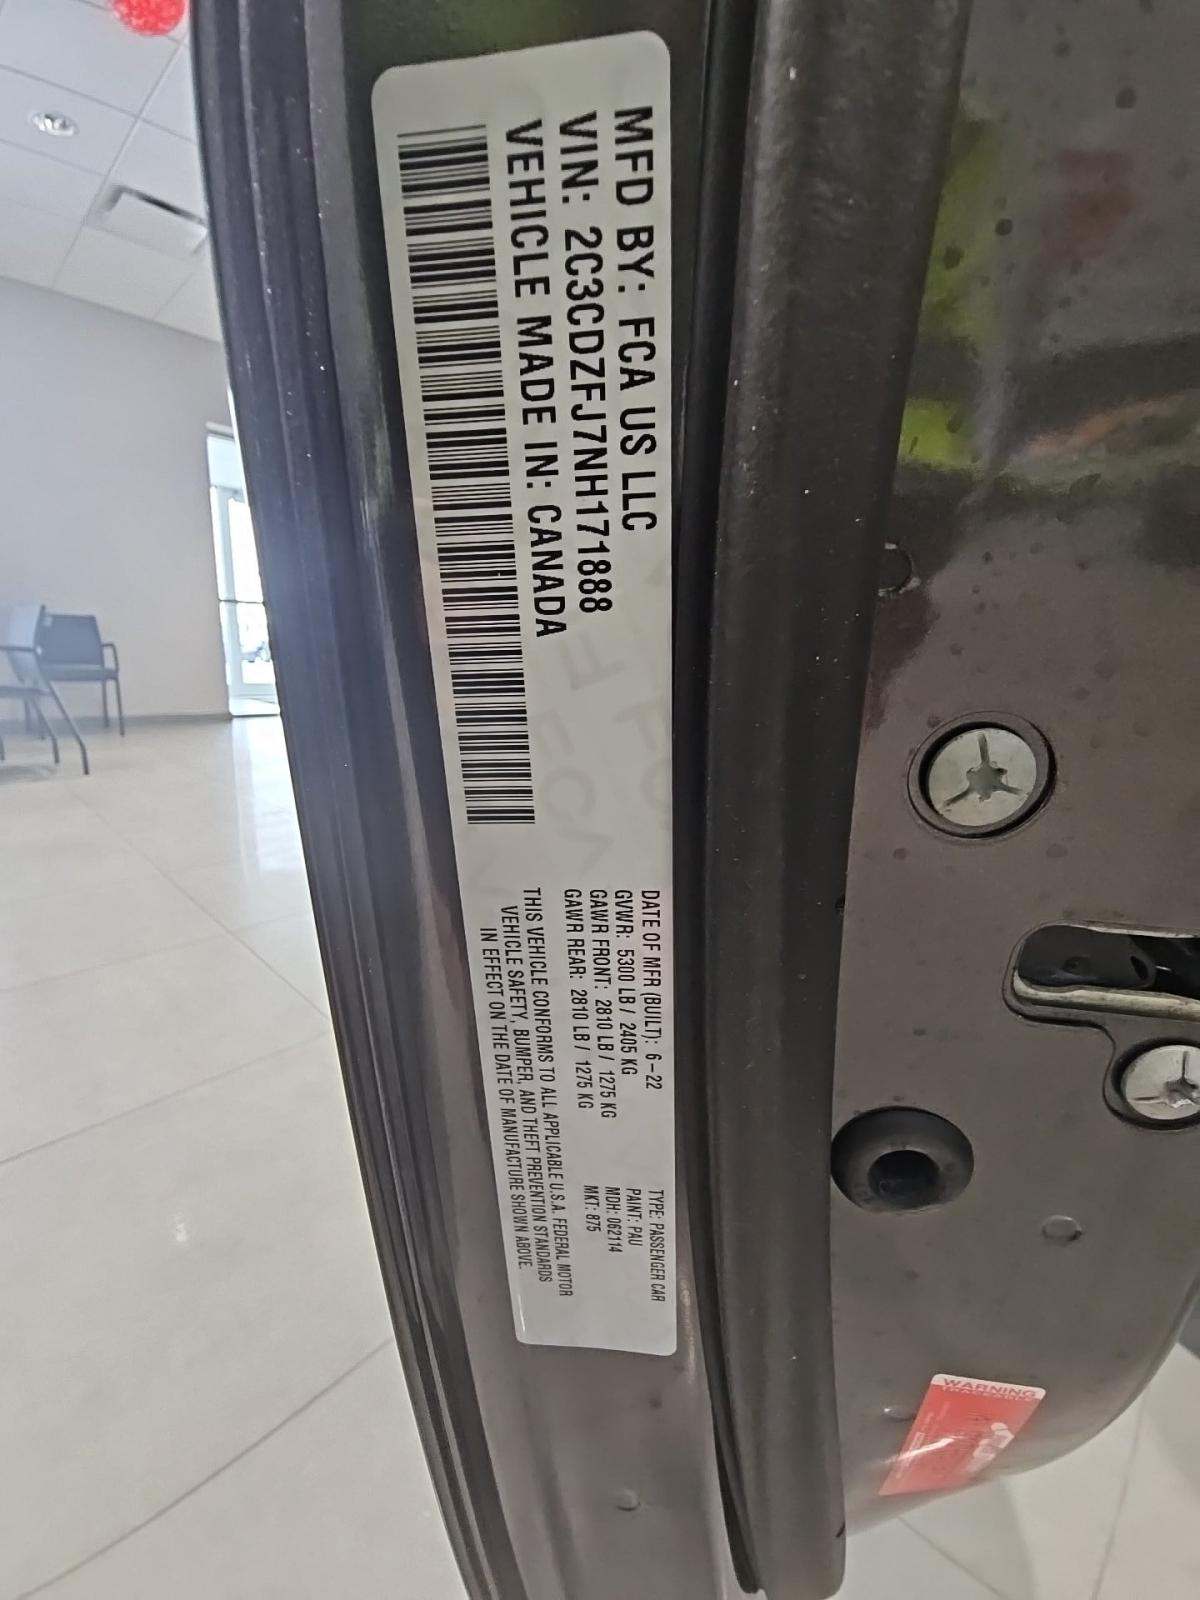 MFD BY: FCA US LLC
VIN: 2C3CDZFJ7NH171888
VEHICLE MADE IN: CANADA
DATE OF MFR (BUILT): 6-22
GVWR: 5300 LB / 2405 KG
GAWR FRONT: 2810 LB / 1275 KG
GAWR REAR: 2810 LB / 1275 KG
TYPE: PASSENGER CAR
PAINT: PAU
MDH: 062114
MKT: 875
THIS VEHICLE CONFORMS TO ALL APPLICABLE U.S.A. FEDERAL MOTOR
VEHICLE SAFETY, BUMPER, AND THEFT PREVENTION STANDARDS
IN EFFECT ON THE DATE OF MANUFACTURE SHOWN ABOVE.
WARNING